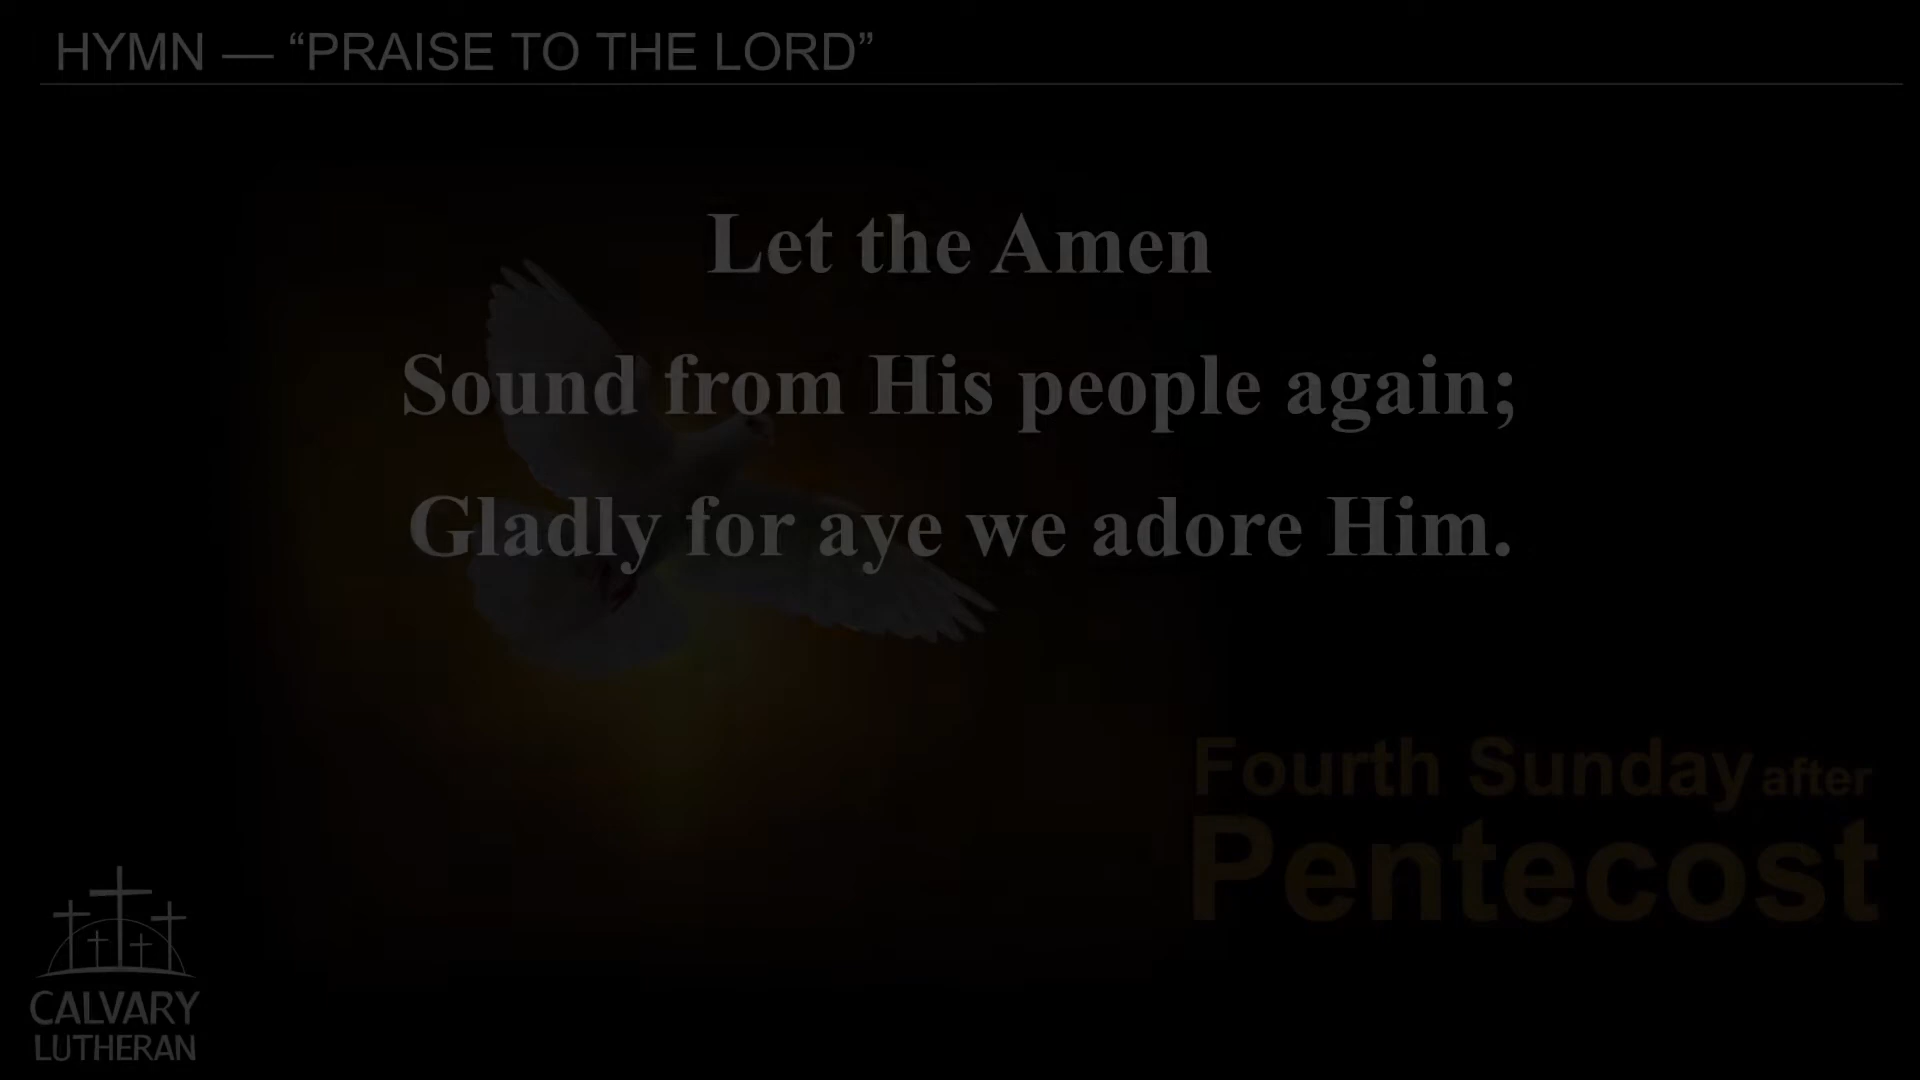 HYMN — “PRAISE TO THE LORD”
Let the Amen
Sound from His people again;
Gladly for aye we adore Him.
Fourth Sunday after
Pentecost
CALVARY
LUTHERAN